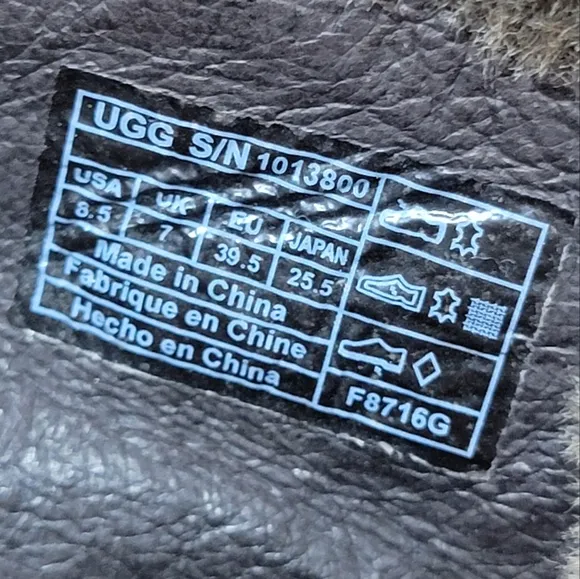 UGG S/N 1013800
USA UK EU JAPAN
8.5 7 39.5 25.5
Made in China
Fabrique en Chine
Hecho en China
F8716G